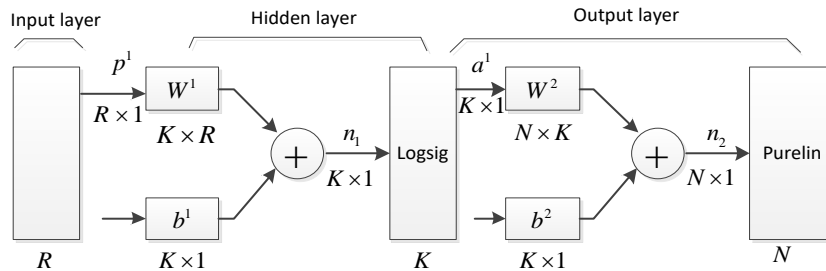 Input layer
Hidden layer
Output layer
p¹
R × 1
W¹
K × R
b¹
K × 1
+
n₁
K × 1
Logsig
a¹
K × 1
W²
N × K
b²
K × 1
+
n₂
N × 1
Purelin
R
K
N